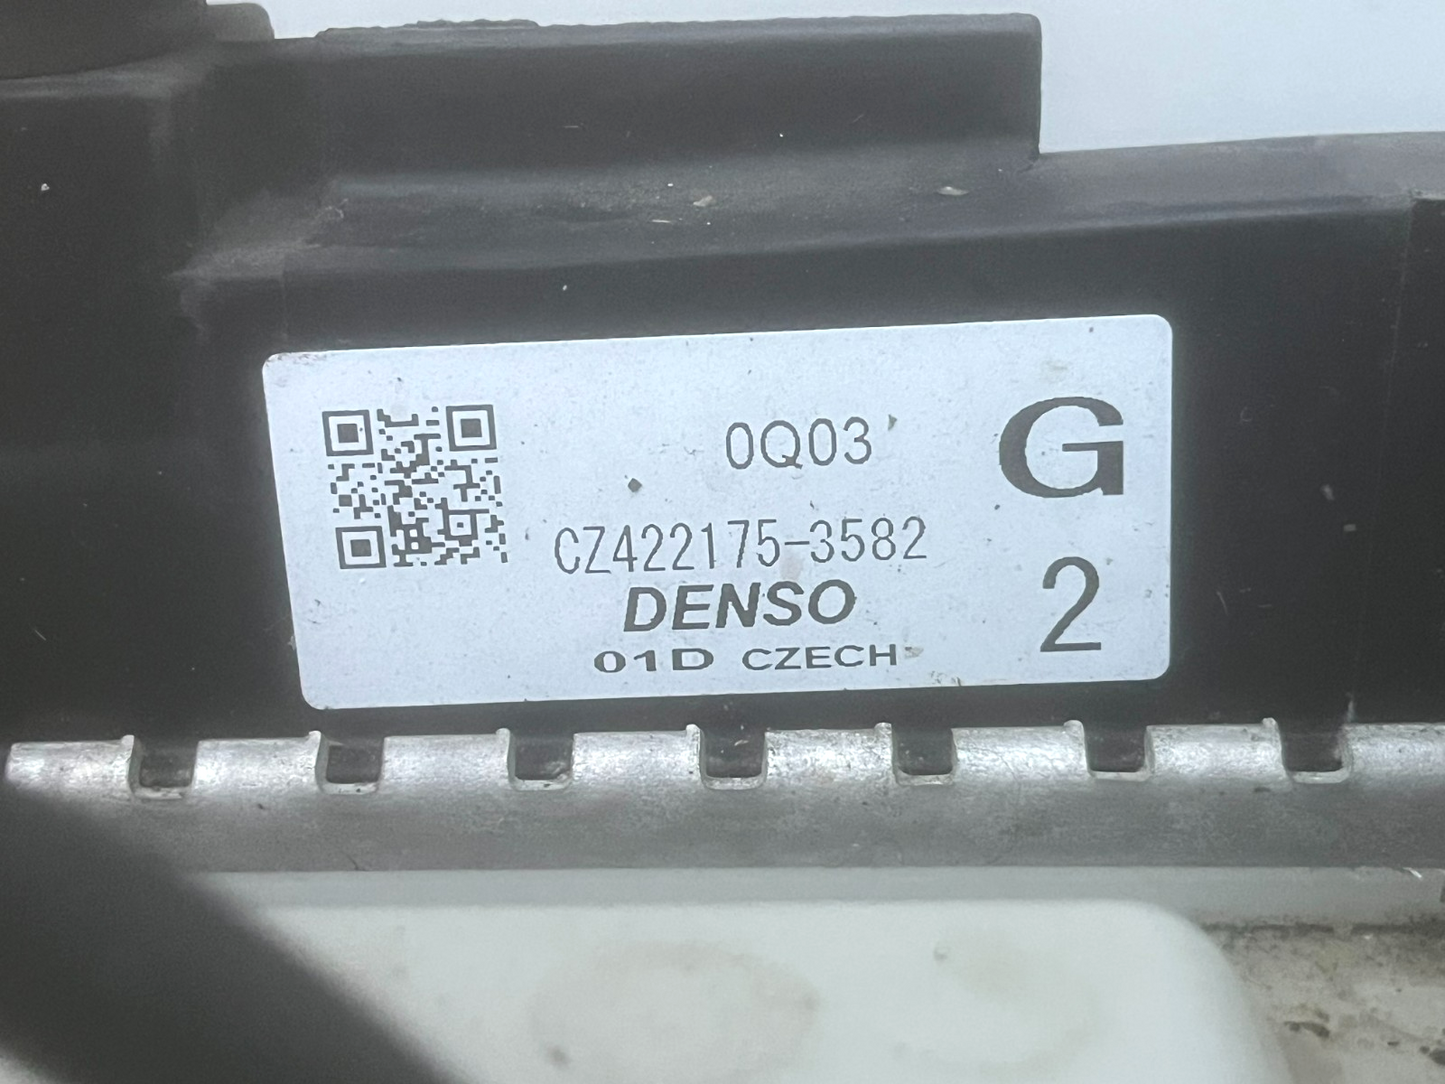 0Q03
G
CZ422175-3582
2
DENSO
01D CZECH